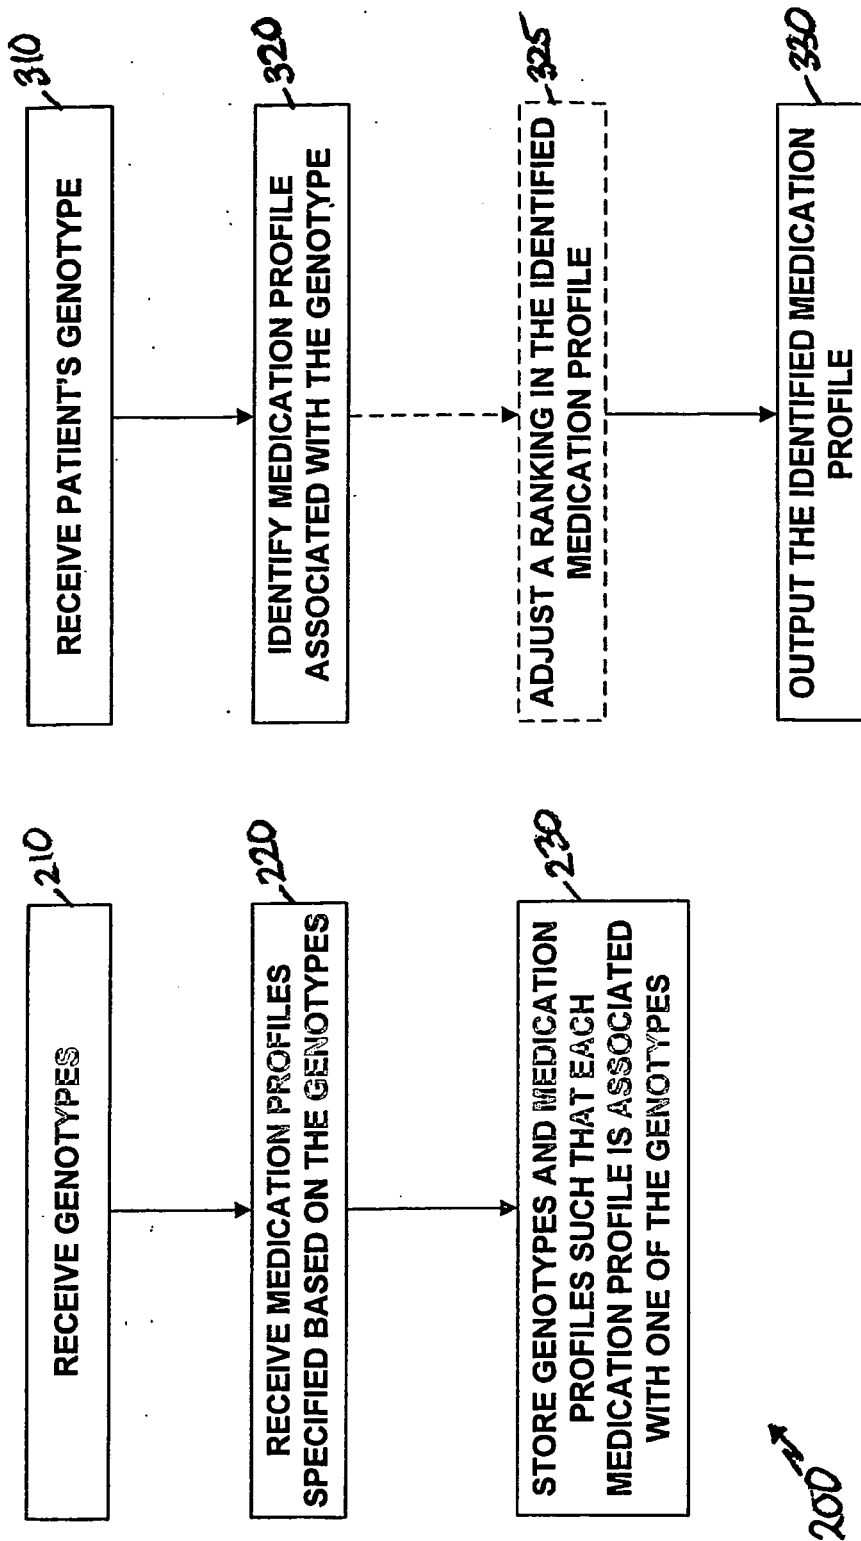 210
RECEIVE GENOTYPES
220
RECEIVE MEDICATION PROFILES
SPECIFIED BASED ON THE GENOTYPES
230
STORE GENOTYPES AND MEDICATION
PROFILES SUCH THAT EACH
MEDICATION PROFILE IS ASSOCIATED
WITH ONE OF THE GENOTYPES
200
310
RECEIVE PATIENT'S GENOTYPE
320
IDENTIFY MEDICATION PROFILE
ASSOCIATED WITH THE GENOTYPE
325
ADJUST A RANKING IN THE IDENTIFIED
MEDICATION PROFILE
330
OUTPUT THE IDENTIFIED MEDICATION
PROFILE